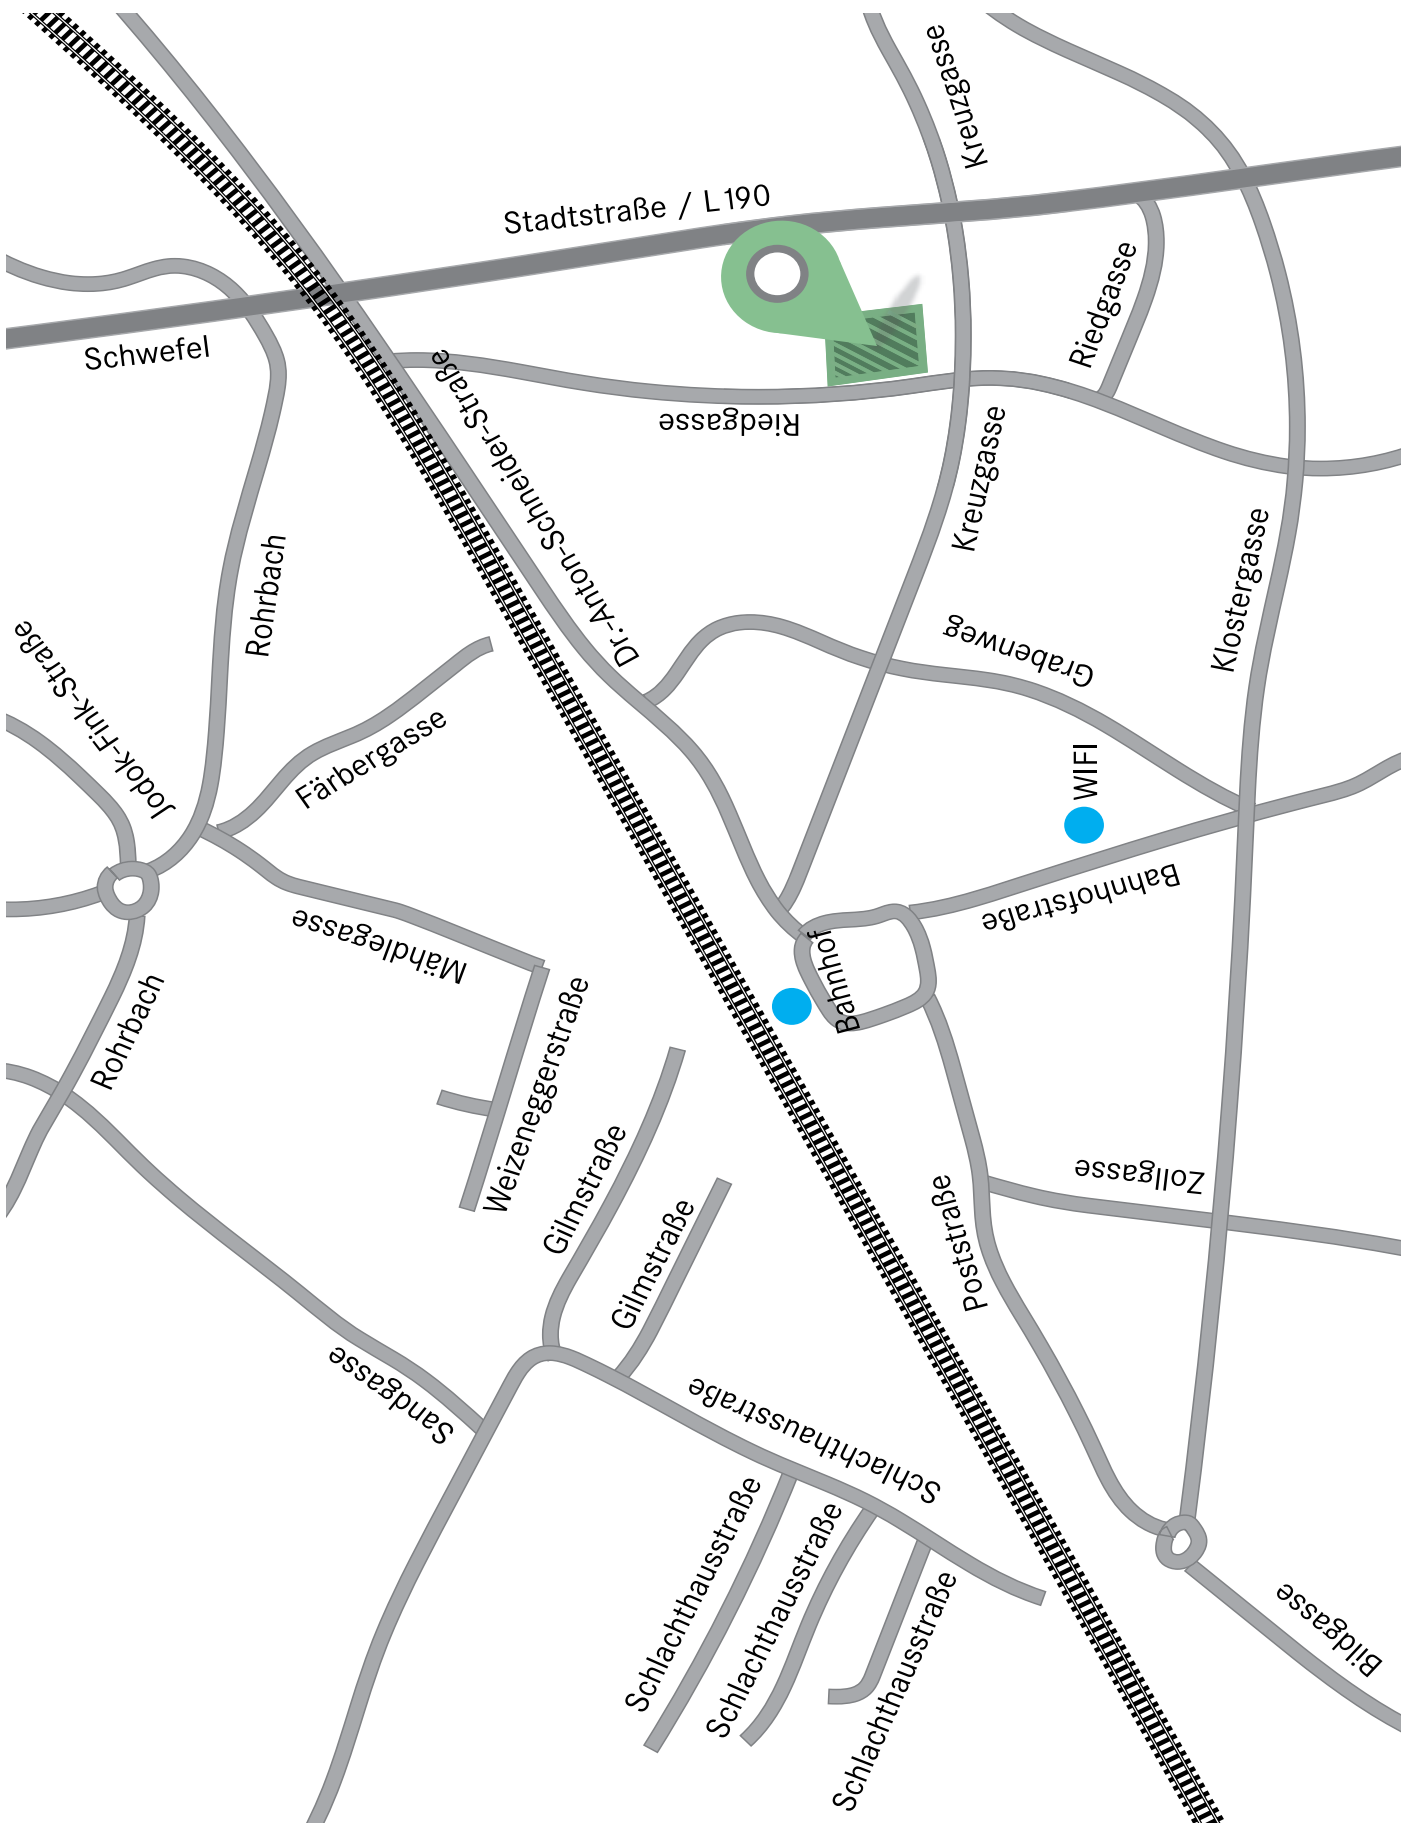 Kreuzgasse
Stadtstraße / L 190
Schwefel
Riedgasse
Dr.-Anton-Schneider-Straße
Riedgasse
Kreuzgasse
Klostergasse
Rohrbach
Jodok-Fink-Straße
Grabenweg
Färbergasse
WIFI
Bahnhofstraße
Mähdlegasse
Bahnhof
Rohrbach
Weizeneggerstraße
Gilmstraße
Zollgasse
Poststraße
Gilmstraße
Sandgasse
Schlachthausstraße
Schlachthausstraße
Schlachthausstraße
Schlachthausstraße
Bildgasse